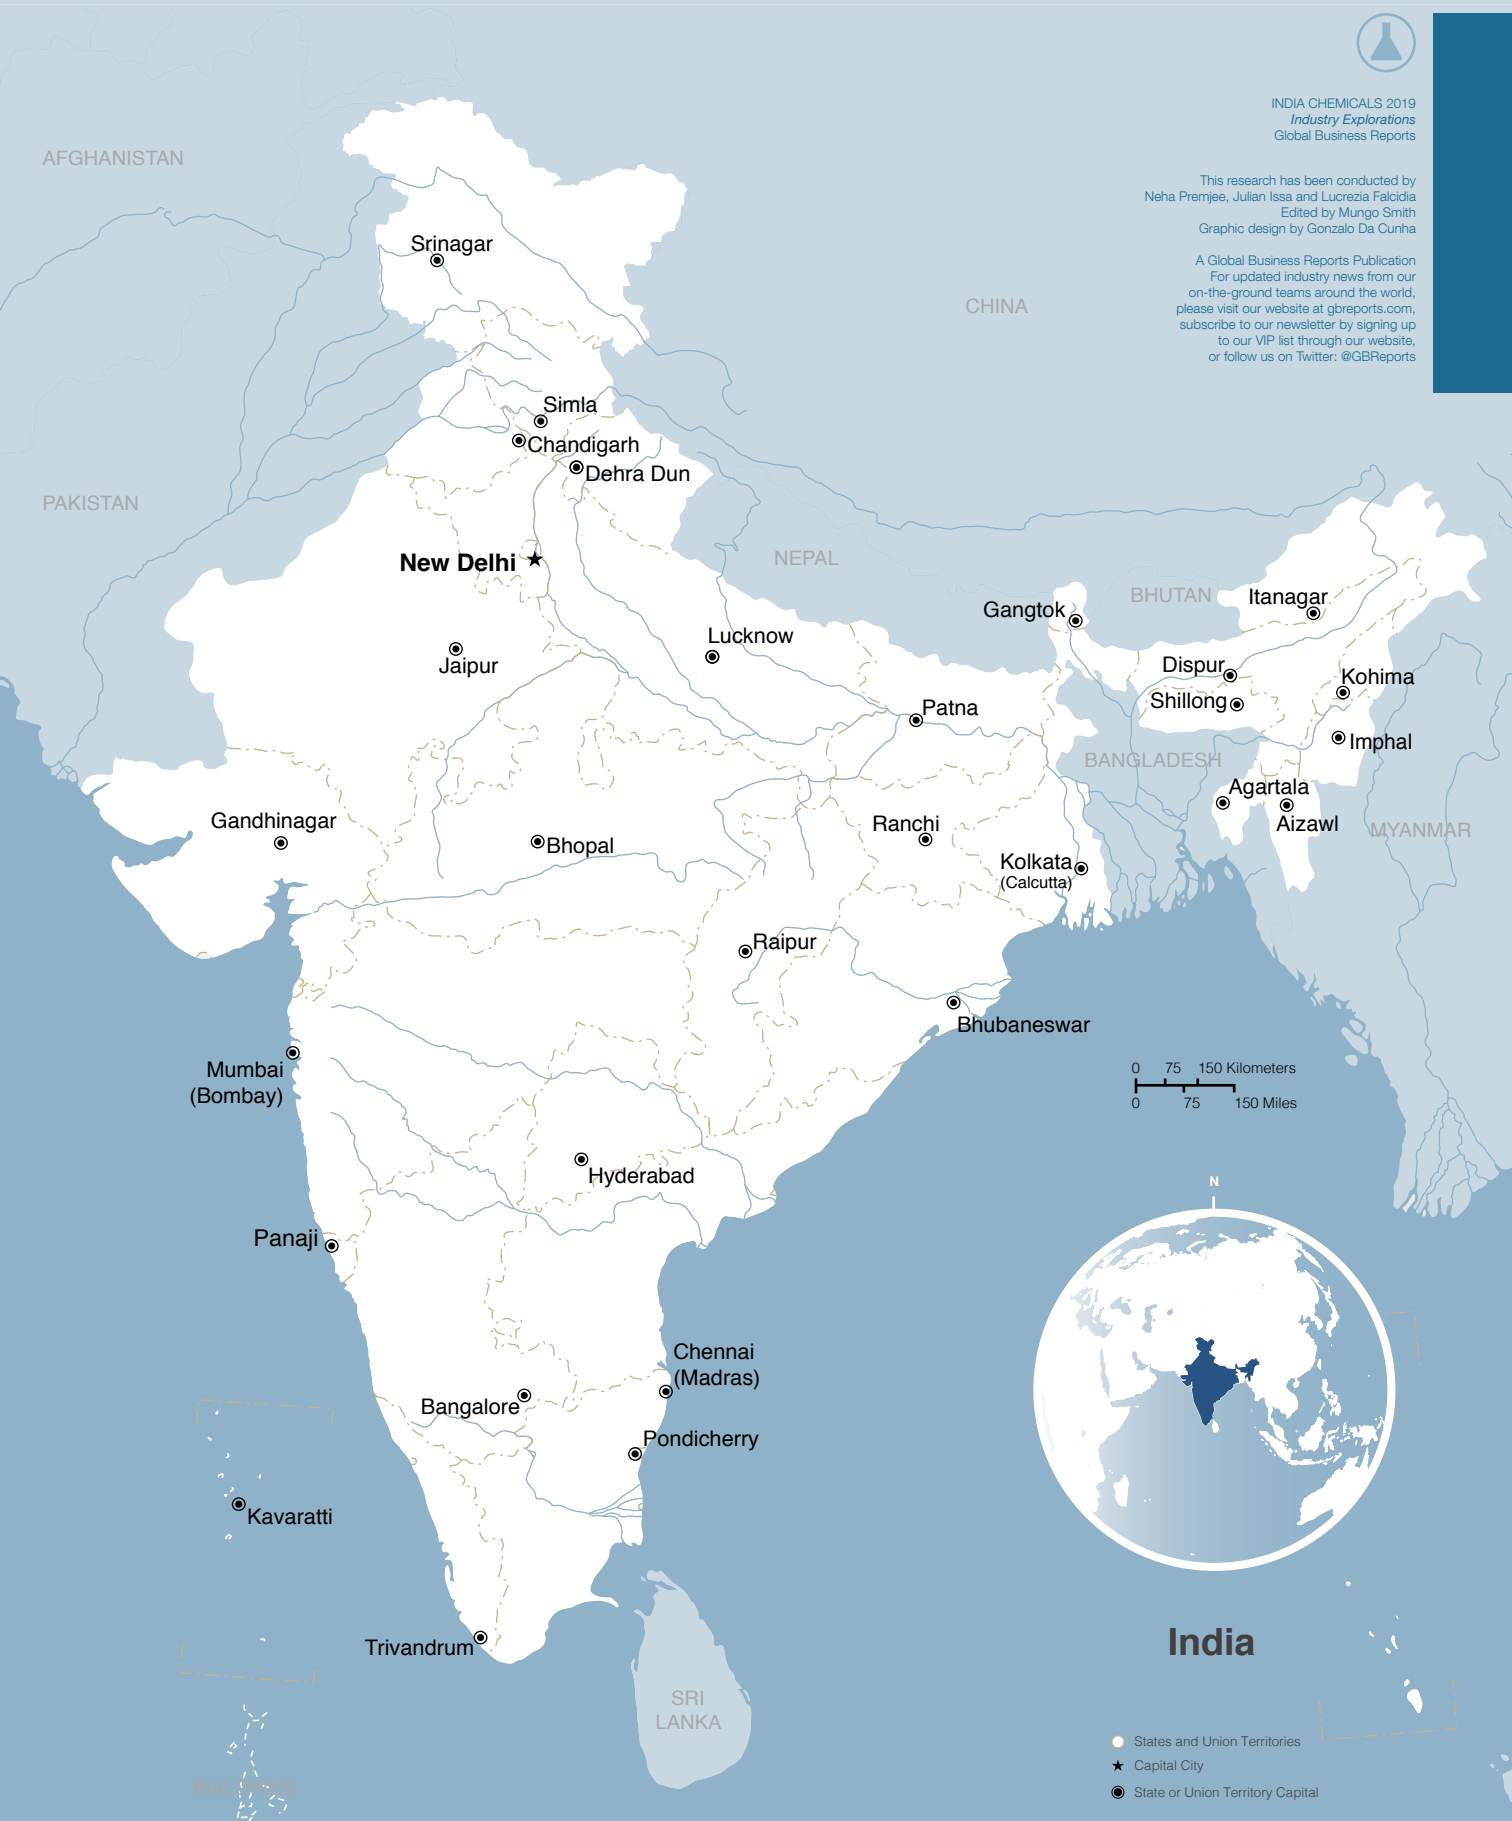 INDIA CHEMICALS 2019
Industry Explorations
Global Business Reports
This research has been conducted by
Neha Premjee, Julian Issa and Lucrezia Falcidia
Edited by Mungo Smith
Graphic design by Gonzalo Da Cunha
A Global Business Reports Publication
For updated industry news from our
on-the-ground teams around the world,
please visit our website at gbreports.com,
subscribe to our newsletter by signing up
to our VIP list through our website,
or follow us on Twitter: @GBReports
AFGHANISTAN
Srinagar
CHINA
Simla
Chandigarh
Dehra Dun
PAKISTAN
New Delhi
NEPAL
BHUTAN
Itanagar
Gangtok
Lucknow
Jaipur
Dispur
Kohima
Shillong
Patna
Imphal
BANGLADESH
Agartala
Aizawl
MYANMAR
Gandhinagar
Ranchi
Bhopal
Kolkata
(Calcutta)
Raipur
Bhubaneswar
Mumbai
(Bombay)
0 75 150 Kilometers
0 75 150 Miles
Hyderabad
N
Panaji
Chennai
(Madras)
Bangalore
Pondicherry
Kavaratti
Trivandrum
India
SRI
LANKA
States and Union Territories
Capital City
State or Union Territory Capital